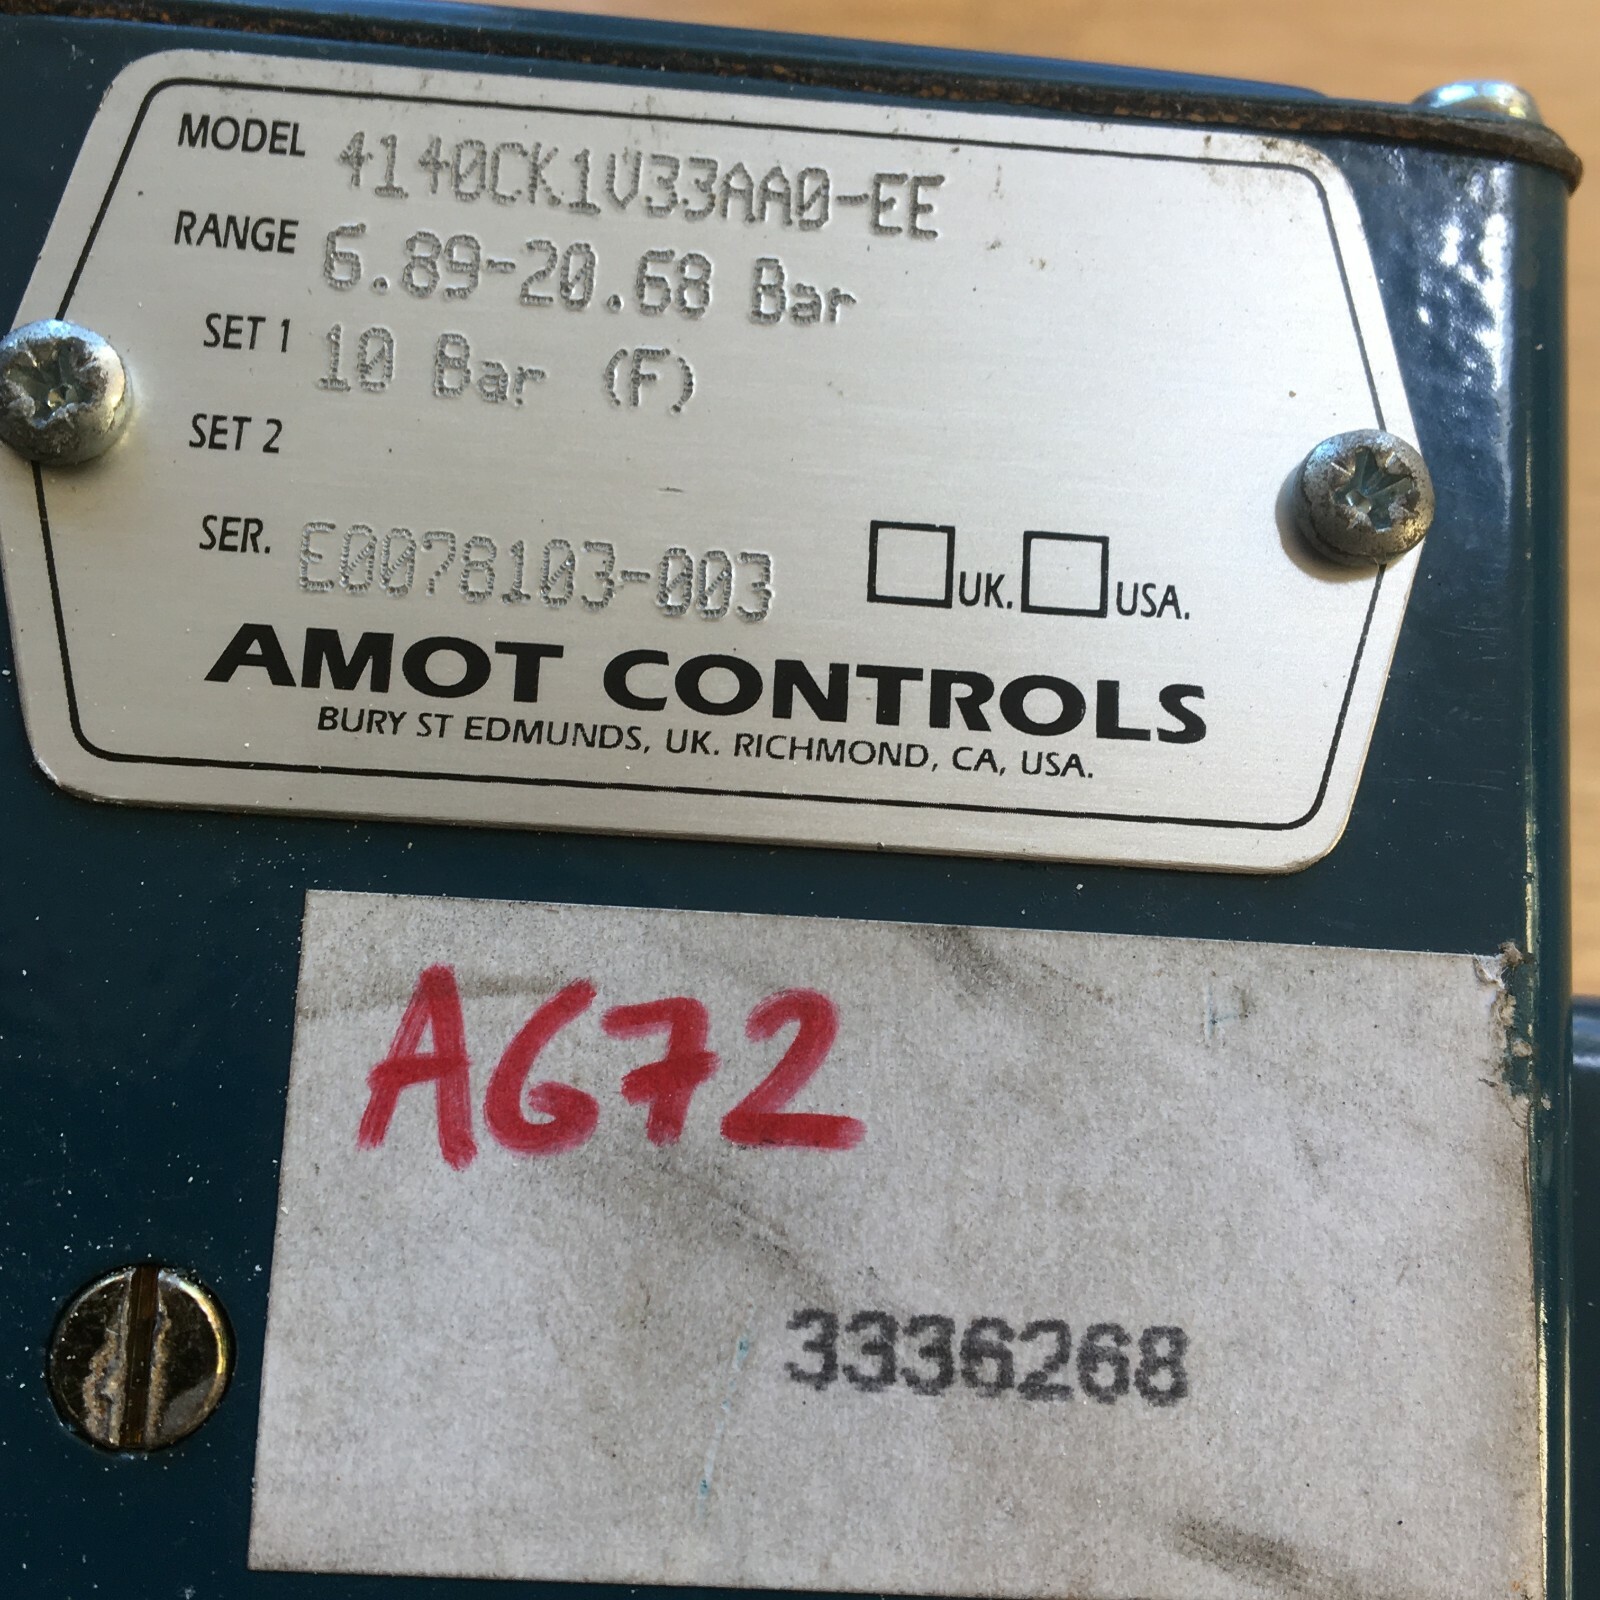 MODEL 4140CK1V33AA0-EE
RANGE 6.89-20.68 Bar
SET 1 10 Bar (F)
SET 2
SER. E0078103-003 UK. USA.
AMOT CONTROLS
BURY ST EDMUNDS, UK. RICHMOND, CA, USA.
A672
3336268